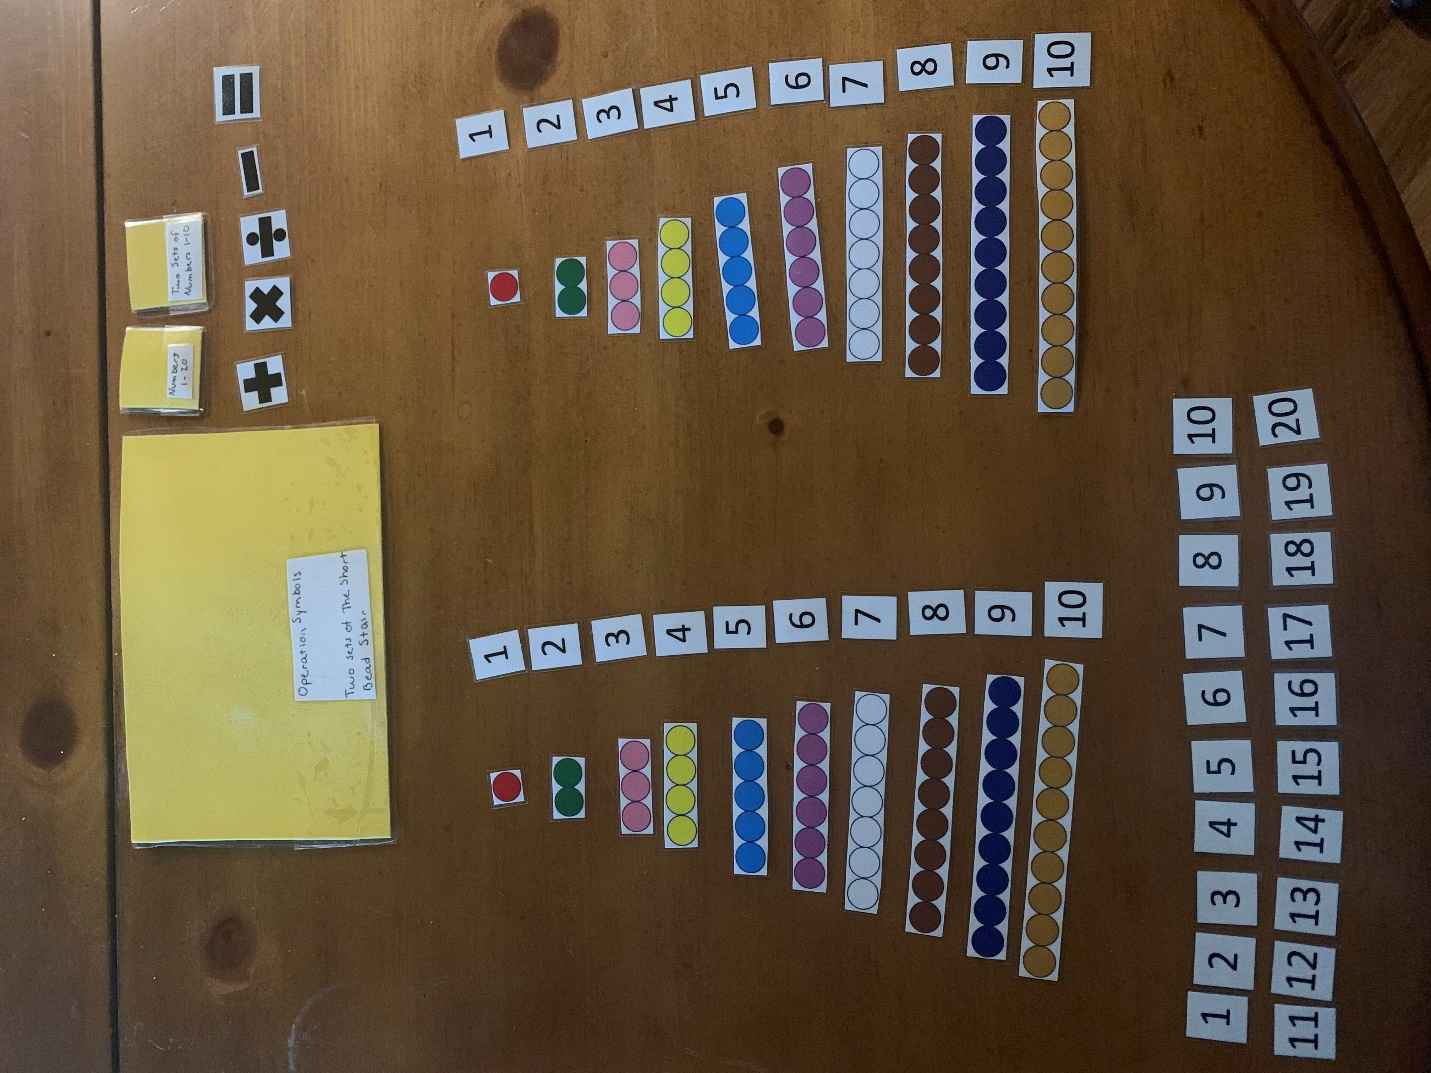 Operation Symbols
Two sets of The Short
Bead Stair
Numbers
1-20
Two Sets of
Numbers 1-10
+ × ÷ − =
1
2
3
4
5
6
7
8
9
10
1
2
3
4
5
6
7
8
9
10
1 2 3 4 5 6 7 8 9 10
11 12 13 14 15 16 17 18 19 20